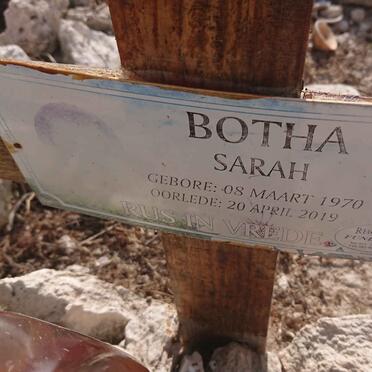 BOTHA
SARAH
GEBORE: 08 MAART 1970
OORLEDE: 20 APRIL 2019
RUS IN VREDE